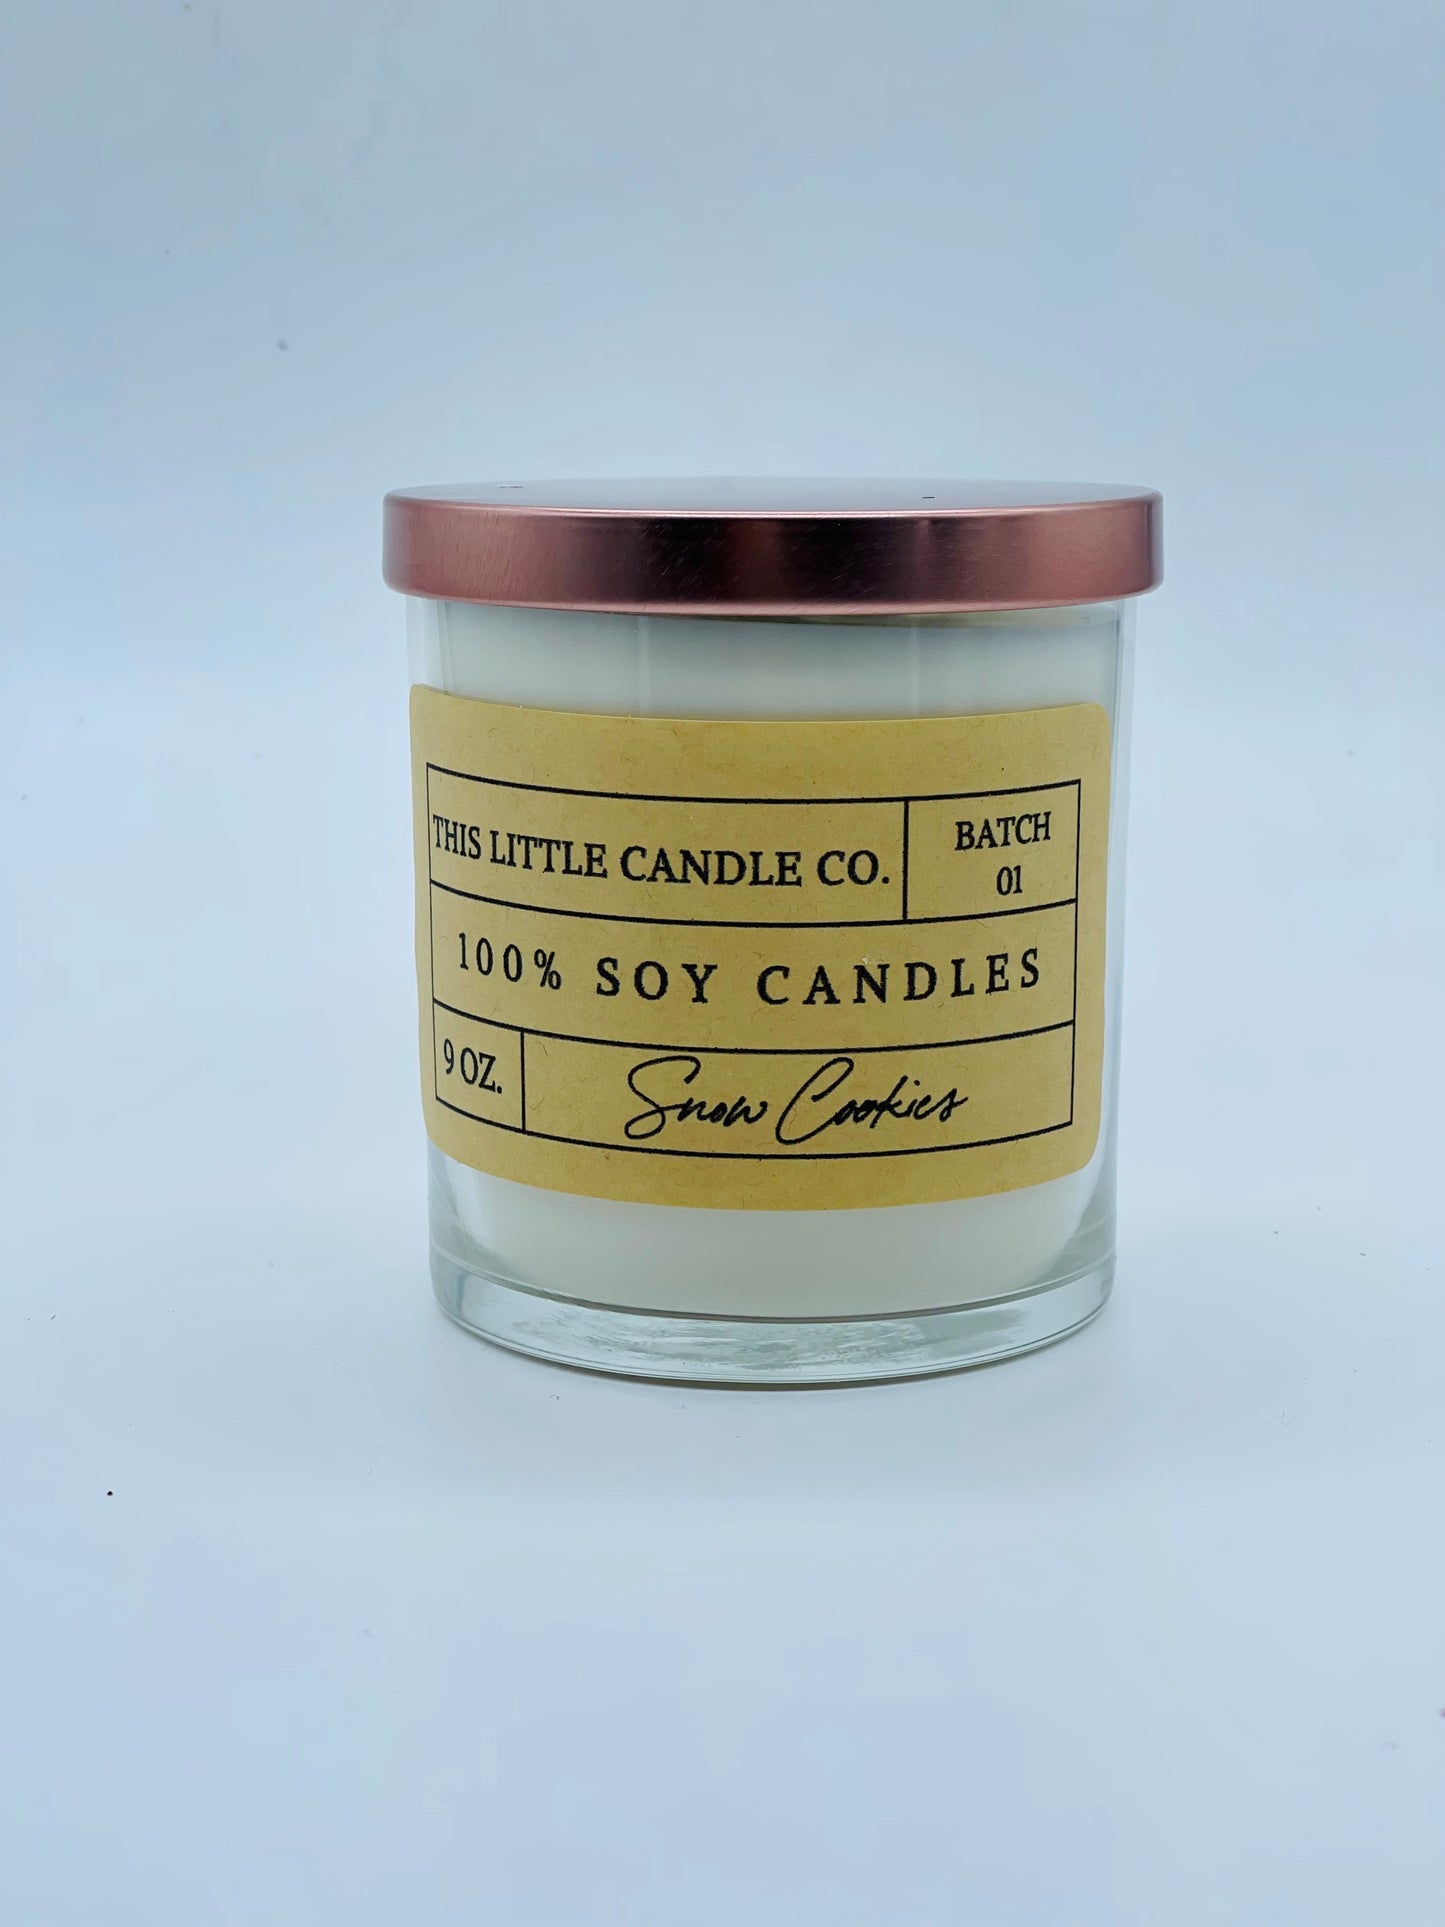 THIS LITTLE CANDLE CO.
BATCH
01
100% SOY CANDLES
9 OZ.
Snow Cookies